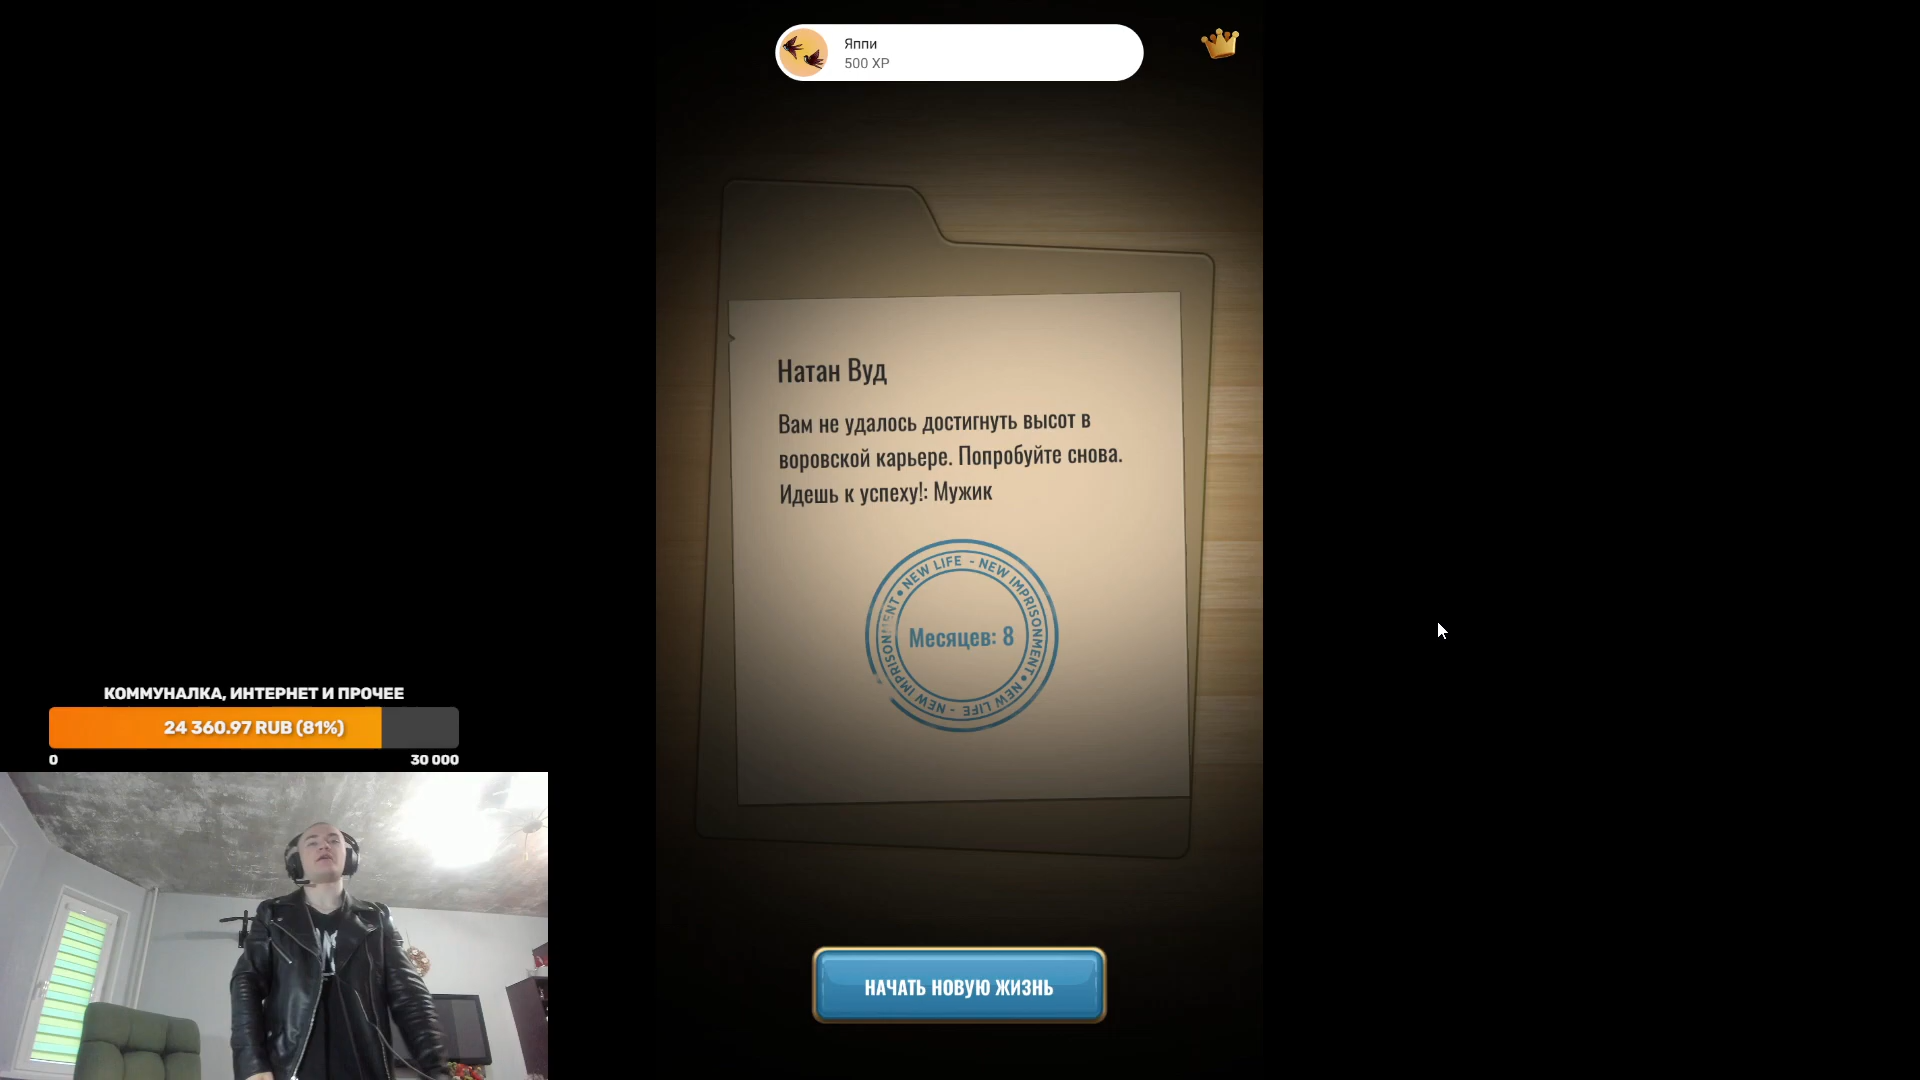 Яппи
500 XP
Натан Вуд
Вам не удалось достигнуть высот в
воровской карьере. Попробуйте снова.
Идешь к успеху!: Мужик
NEW LIFE - NEW IMPRISONMENT • NEW LIFE - NEW IMPRISONMENT •
Месяцев: 8
НАЧАТЬ НОВУЮ ЖИЗНЬ
КОММУНАЛКА, ИНТЕРНЕТ И ПРОЧЕЕ
24 360.97 RUB (81%)
0 30 000